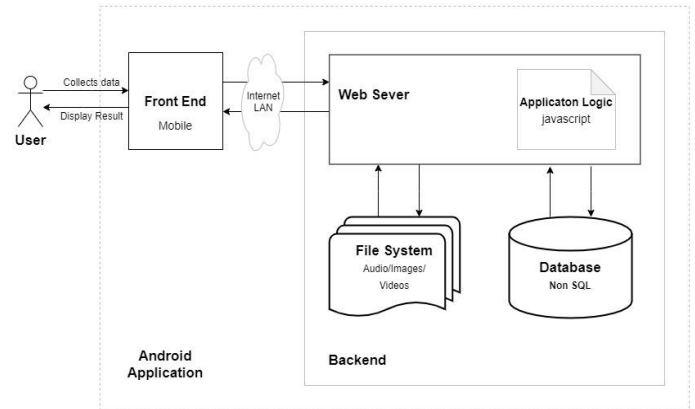 Collects data
Display Result
User
Front End
Mobile
Internet
LAN
Web Sever
Applicaton Logic
javascript
File System
Audio/Images/
Videos
Database
Non SQL
Android
Application
Backend